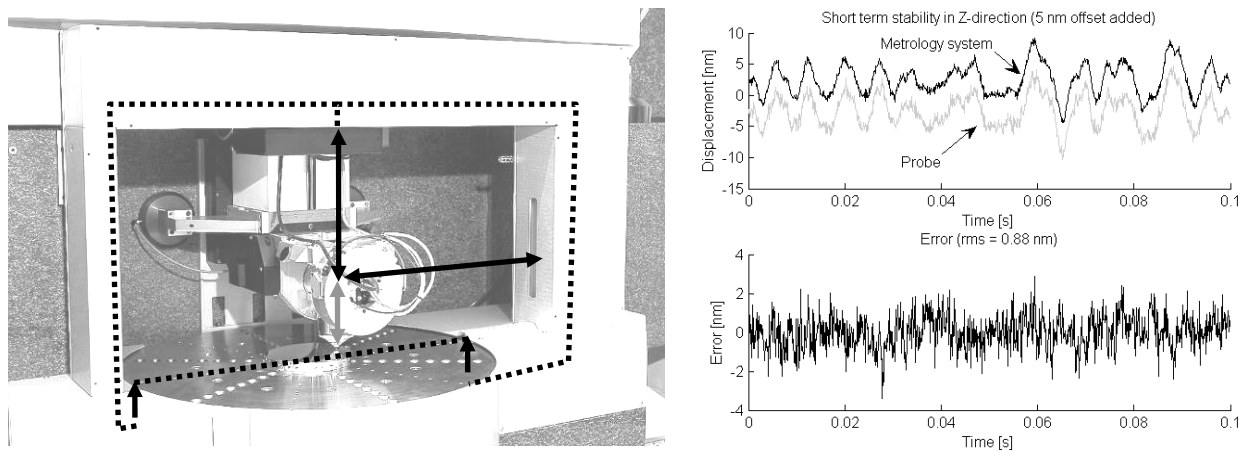 Short term stability in Z-direction (5 nm offset added)
Displacement [nm]
10
5
0
-5
-10
-15
Metrology system
Probe
0 0.02 0.04 0.06 0.08 0.1
Time [s]
Error (rms = 0.88 nm)
Error [nm]
4
2
0
-2
-4
0 0.02 0.04 0.06 0.08 0.1
Time [s]